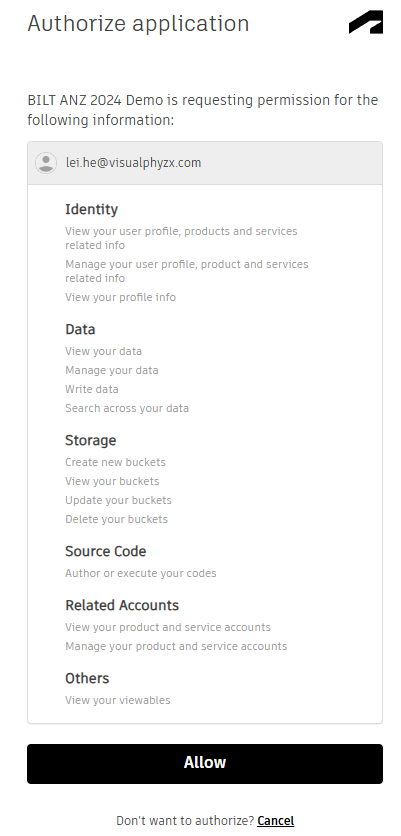 Authorize application
BILT ANZ 2024 Demo is requesting permission for the
following information:
lei.he@visualphyzx.com
Identity
View your user profile, products and services
related info
Manage your user profile, product and services
related info
View your profile info
Data
View your data
Manage your data
Write data
Search across your data
Storage
Create new buckets
View your buckets
Update your buckets
Delete your buckets
Source Code
Author or execute your codes
Related Accounts
View your product and service accounts
Manage your product and service accounts
Others
View your viewables
Allow
Don't want to authorize? Cancel